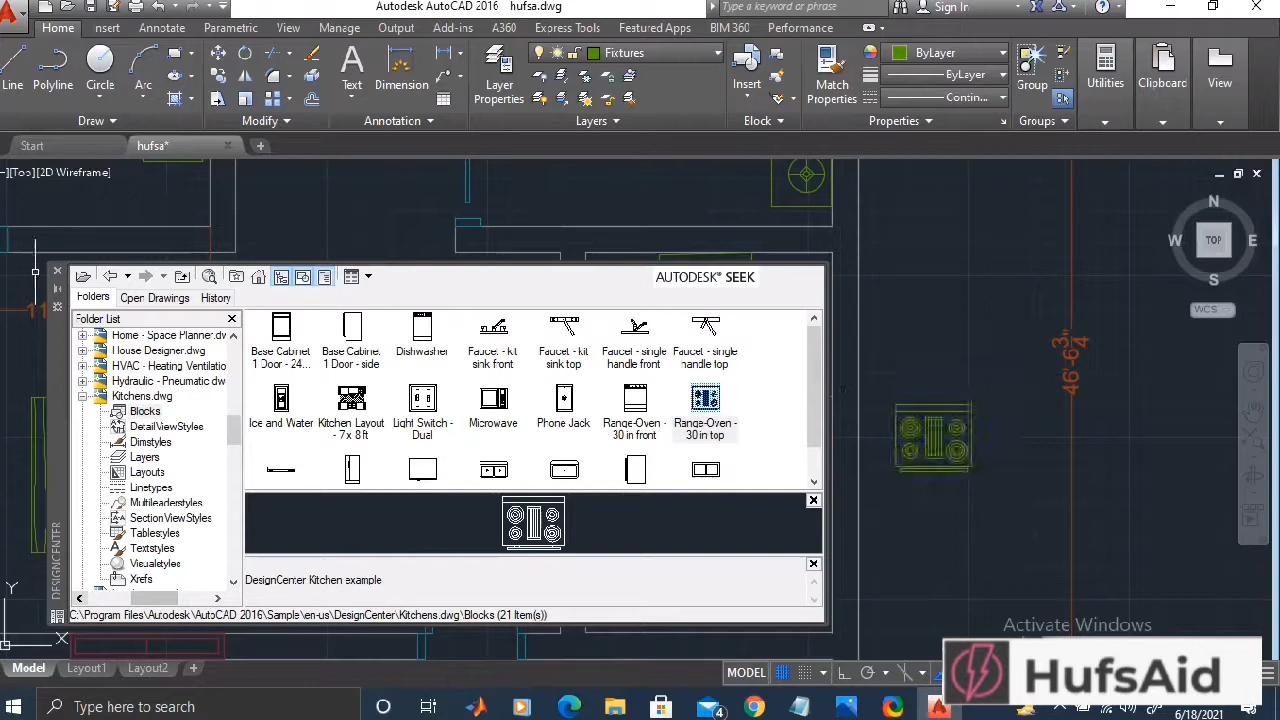 Autodesk AutoCAD 2016 hufsa.dwg
Type a keyword or phrase
Sign In
Home Insert Annotate Parametric View Manage Output Add-ins A360 Express Tools Featured Apps BIM 360 Performance
Fixtures
ByLayer
ByLayer
Contin...
Line Polyline Circle Arc Text Dimension Layer Properties Insert Match Properties Group Utilities Clipboard View
Draw Modify Annotation Layers Block Properties Groups
Start hufsa*
[Top][2D Wireframe]
N
W TOP E
S
WCS
11
46'-6 3/4"
AUTODESK® SEEK
Folders Open Drawings History
Folder List
Home - Space Planner.dw
House Designer.dwg
HVAC - Heating Ventilatio
Hydraulic - Pneumatic dw
Kitchens.dwg
Blocks
DetailViewStyles
Dimstyles
Layers
Layouts
Linetypes
Multileaderstyles
SectionViewStyles
Tablestyles
Textstyles
Visualstyles
Xrefs
Base Cabinet 1 Door - 24...
Base Cabinet 1 Door - side
Dishwasher
Faucet - kit sink front
Faucet - kit sink top
Faucet - single handle front
Faucet - single handle top
Ice and Water
Kitchen Layout - 7 x 8 ft
Light Switch - Dual
Microwave
Phone Jack
Range-Oven - 30 in front
Range-Oven - 30 in top
DESIGNCENTER
DesignCenter Kitchen example
C:\Program Files\Autodesk\AutoCAD 2016\Sample\en-us\DesignCenter\Kitchens.dwg\Blocks (21 Item(s))
Y
X
Activate Windows
Model Layout1 Layout2 +
MODEL
HufsAid
Type here to search
4
6/18/2021